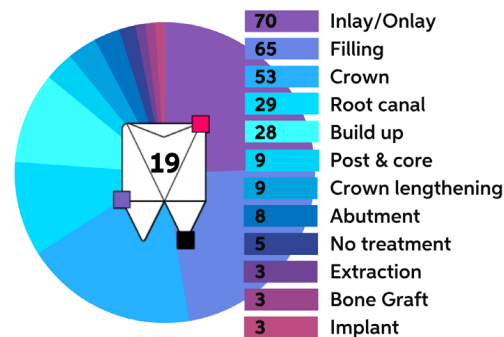 70 Inlay/Onlay
65 Filling
53 Crown
29 Root canal
28 Build up
9 Post & core
9 Crown lengthening
8 Abutment
5 No treatment
3 Extraction
3 Bone Graft
3 Implant
19